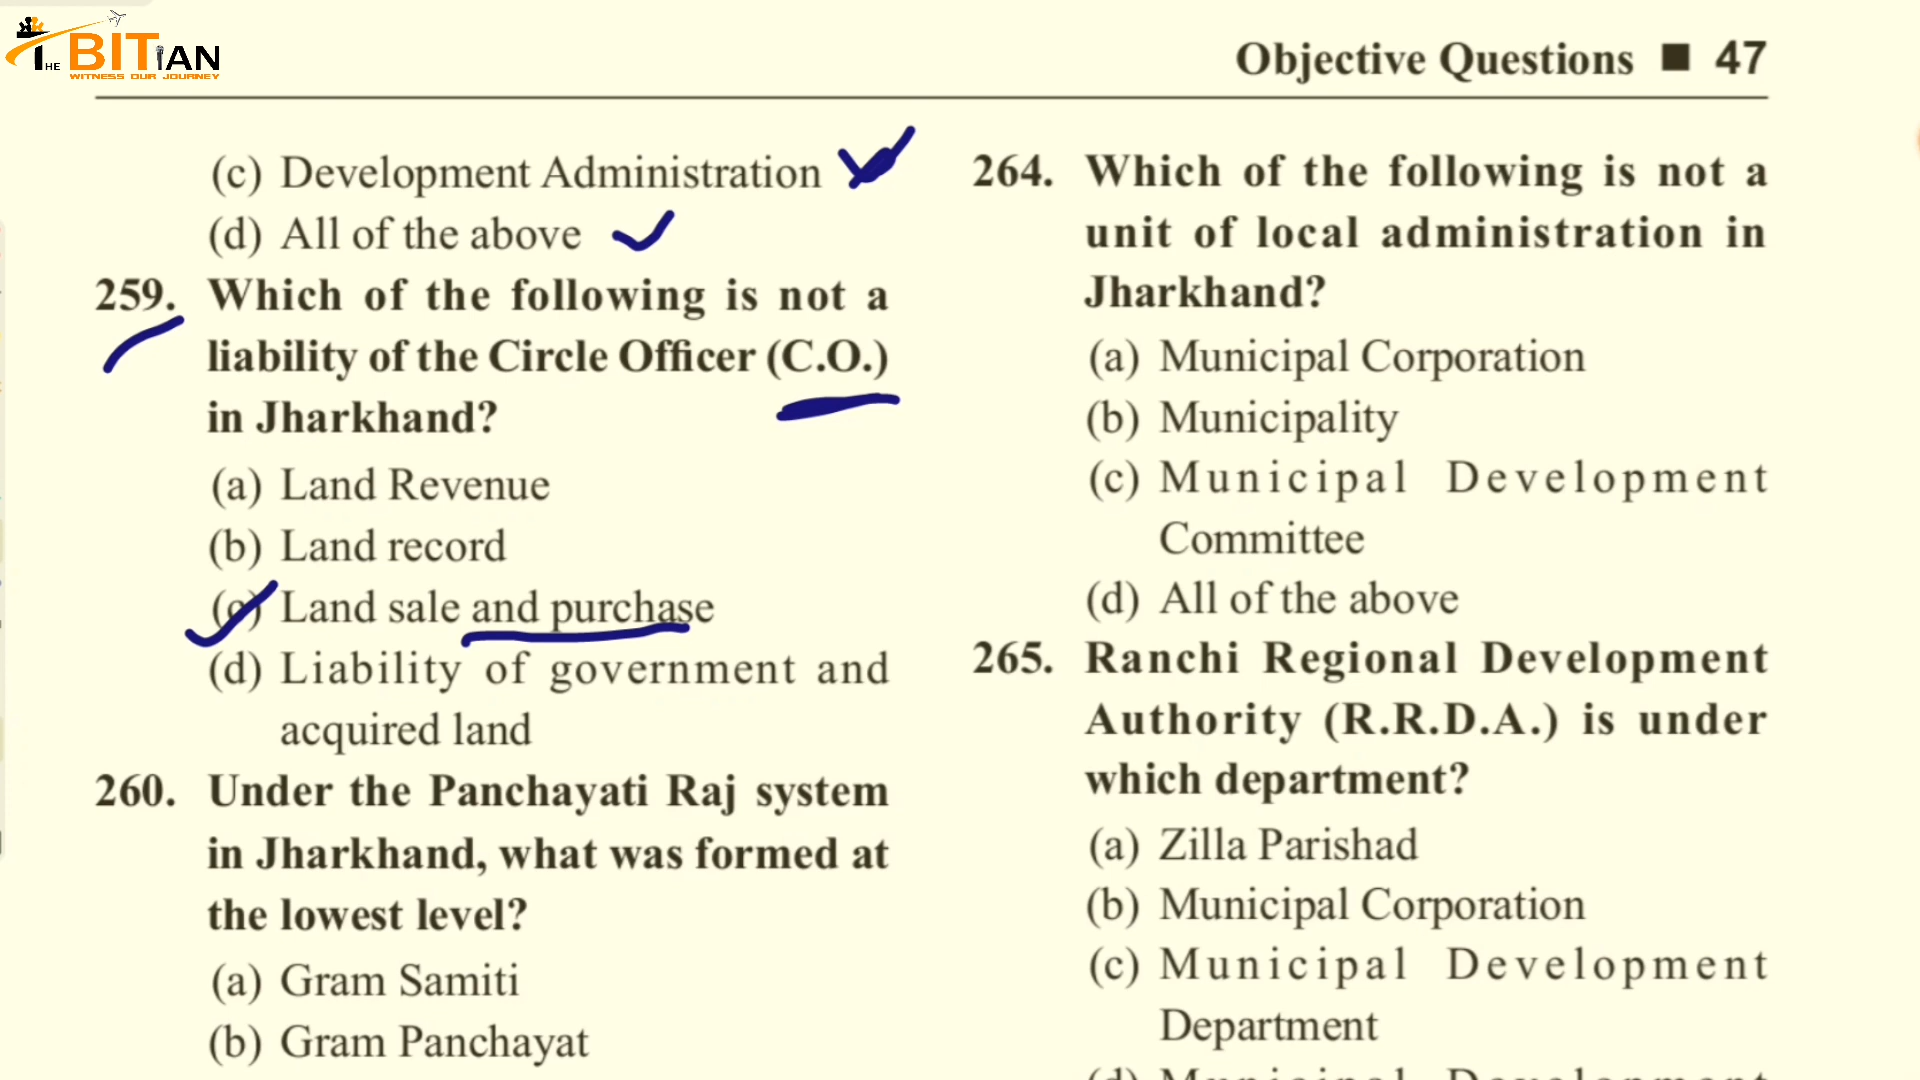 THE BITIAN
WITNESS OUR JOURNEY
Objective Questions ■ 47
(c) Development Administration
(d) All of the above
259. Which of the following is not a
liability of the Circle Officer (C.O.)
in Jharkhand?
(a) Land Revenue
(b) Land record
(c) Land sale and purchase
(d) Liability of government and
acquired land
260. Under the Panchayati Raj system
in Jharkhand, what was formed at
the lowest level?
(a) Gram Samiti
(b) Gram Panchayat
264. Which of the following is not a
unit of local administration in
Jharkhand?
(a) Municipal Corporation
(b) Municipality
(c) Municipal Development
Committee
(d) All of the above
265. Ranchi Regional Development
Authority (R.R.D.A.) is under
which department?
(a) Zilla Parishad
(b) Municipal Corporation
(c) Municipal Development
Department